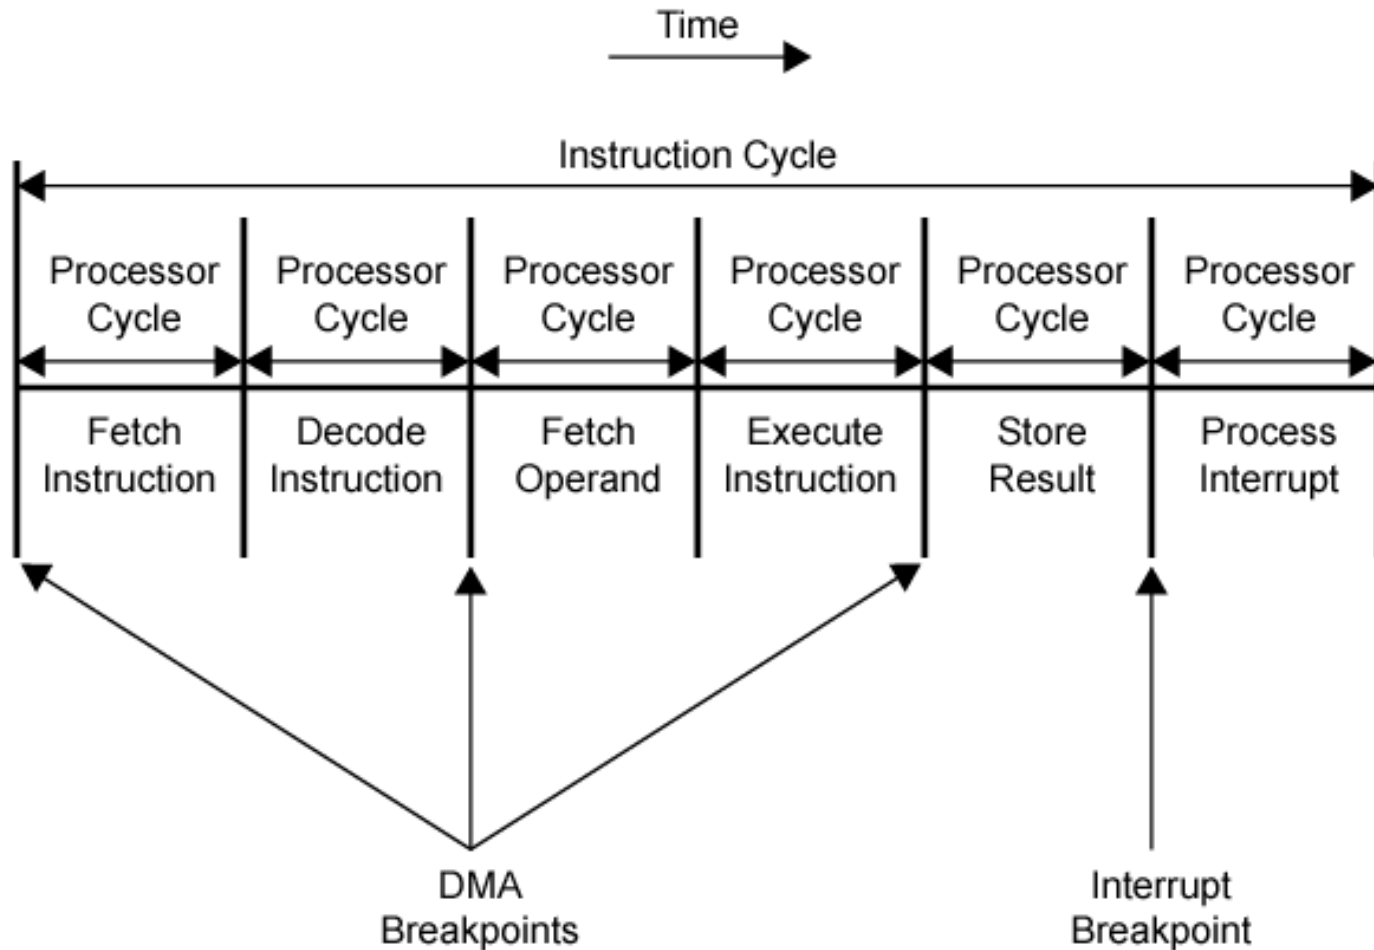 Time
Instruction Cycle
Processor Processor Processor Processor Processor Processor
Cycle Cycle Cycle Cycle Cycle Cycle
Fetch Decode Fetch Execute Store Process
Instruction Instruction Operand Instruction Result Interrupt
DMA Interrupt
Breakpoints Breakpoint